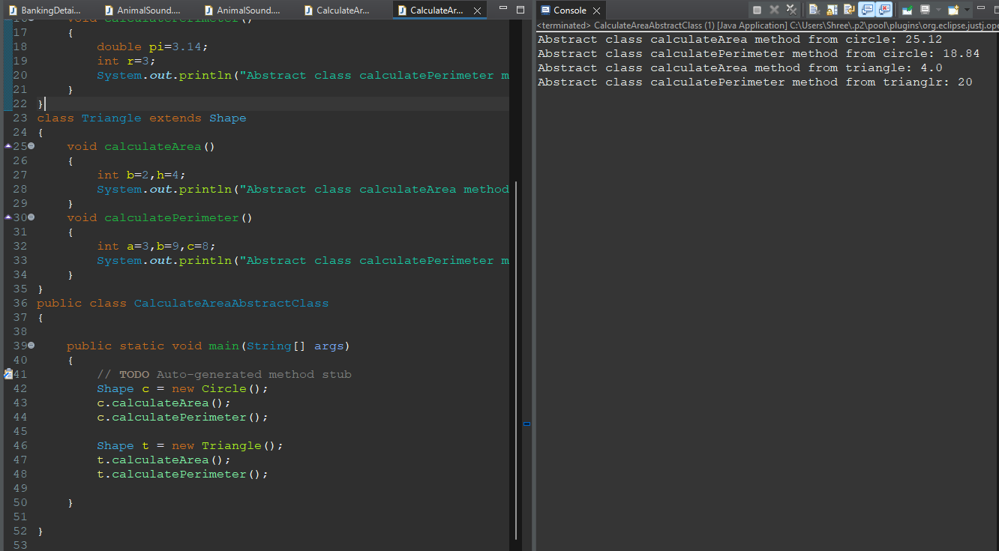 BankingDetai...
AnimalSound....
AnimalSound....
CalculateAr...
CalculateAr...
void calculatePerimeter()
17 {
18 double pi=3.14;
19 int r=3;
20 System.out.println("Abstract class calculatePerimeter m
21 }
22 }
23 class Triangle extends Shape
24 {
25 void calculateArea()
26 {
27 int b=2,h=4;
28 System.out.println("Abstract class calculateArea method
29 }
30 void calculatePerimeter()
31 {
32 int a=3,b=9,c=8;
33 System.out.println("Abstract class calculatePerimeter m
34 }
35 }
36 public class CalculateAreaAbstractClass
37 {
38
39 public static void main(String[] args)
40 {
41 // TODO Auto-generated method stub
42 Shape c = new Circle();
43 c.calculateArea();
44 c.calculatePerimeter();
45
46 Shape t = new Triangle();
47 t.calculateArea();
48 t.calculatePerimeter();
49
50 }
51
52 }
53
Console
<terminated> CalculateAreaAbstractClass (1) [Java Application] C:\Users\Shree\.p2\pool\plugins\org.eclipse.justj.ope
Abstract class calculateArea method from circle: 25.12
Abstract class calculatePerimeter method from circle: 18.84
Abstract class calculateArea method from triangle: 4.0
Abstract class calculatePerimeter method from trianglr: 20